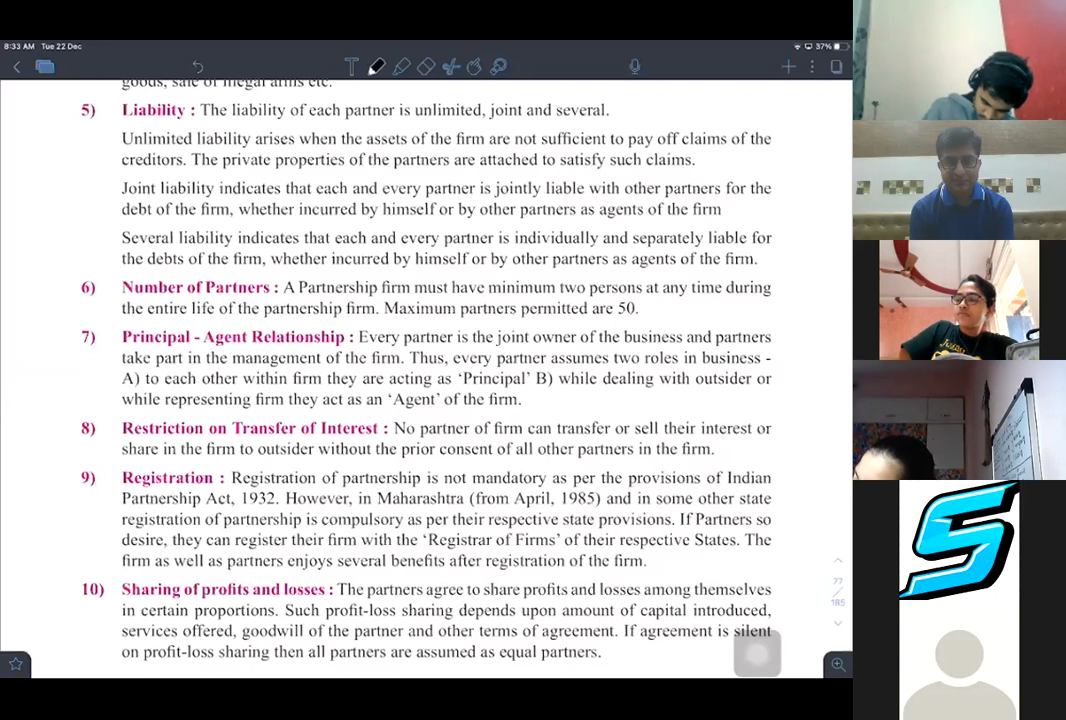 8:33 AM Tue 22 Dec
37%
goods, sale of illegal arms etc.
5) Liability : The liability of each partner is unlimited, joint and several.
Unlimited liability arises when the assets of the firm are not sufficient to pay off claims of the
creditors. The private properties of the partners are attached to satisfy such claims.
Joint liability indicates that each and every partner is jointly liable with other partners for the
debt of the firm, whether incurred by himself or by other partners as agents of the firm
Several liability indicates that each and every partner is individually and separately liable for
the debts of the firm, whether incurred by himself or by other partners as agents of the firm.
6) Number of Partners : A Partnership firm must have minimum two persons at any time during
the entire life of the partnership firm. Maximum partners permitted are 50.
7) Principal - Agent Relationship : Every partner is the joint owner of the business and partners
take part in the management of the firm. Thus, every partner assumes two roles in business -
A) to each other within firm they are acting as ‘Principal’ B) while dealing with outsider or
while representing firm they act as an ‘Agent’ of the firm.
8) Restriction on Transfer of Interest : No partner of firm can transfer or sell their interest or
share in the firm to outsider without the prior consent of all other partners in the firm.
9) Registration : Registration of partnership is not mandatory as per the provisions of Indian
Partnership Act, 1932. However, in Maharashtra (from April, 1985) and in some other state
registration of partnership is compulsory as per their respective state provisions. If Partners so
desire, they can register their firm with the ‘Registrar of Firms’ of their respective States. The
firm as well as partners enjoys several benefits after registration of the firm.
10) Sharing of profits and losses : The partners agree to share profits and losses among themselves
in certain proportions. Such profit-loss sharing depends upon amount of capital introduced,
services offered, goodwill of the partner and other terms of agreement. If agreement is silent
on profit-loss sharing then all partners are assumed as equal partners.
77
/
185
S